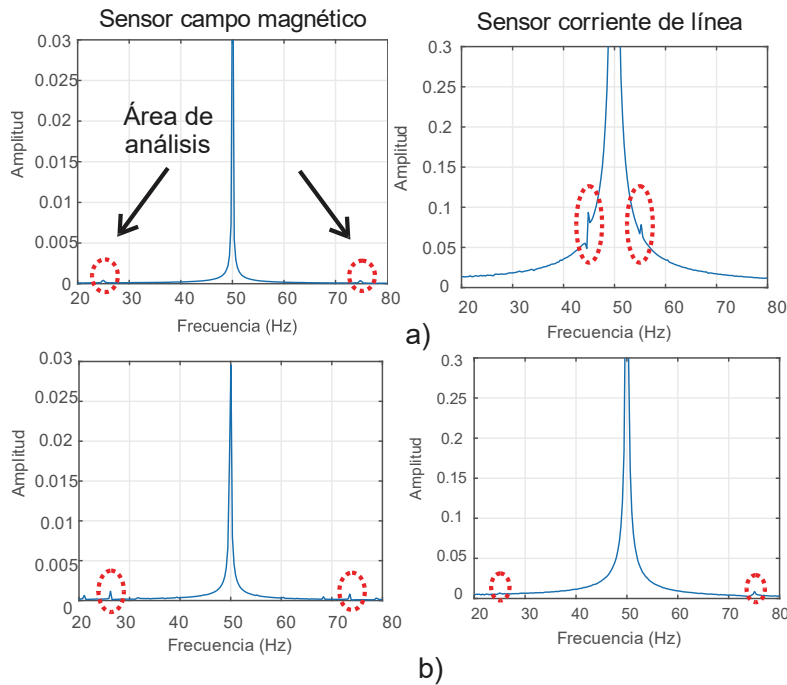 Sensor campo magnético
Sensor corriente de línea
0.03
0.025
0.02
0.015
0.01
0.005
0
Amplitud
Área de
análisis
20 30 40 50 60 70 80
Frecuencia (Hz)
0.3
0.25
0.2
0.15
0.1
0.05
0
Amplitud
20 30 40 50 60 70 80
Frecuencia (Hz)
a)
0.03
0.025
0.02
0.015
0.01
0.005
0
Amplitud
20 30 40 50 60 70 80
Frecuencia (Hz)
0.3
0.25
0.2
0.15
0.1
0.05
0
Amplitud
20 30 40 50 60 70 80
Frecuencia (Hz)
b)